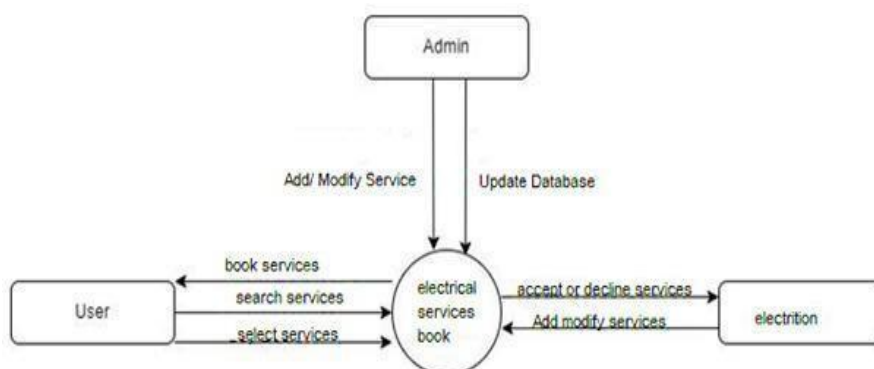 Admin
Add/ Modify Service
Update Database
book services
search services
select services
User
electrical
services
book
accept or decline services
Add modify services
electrition